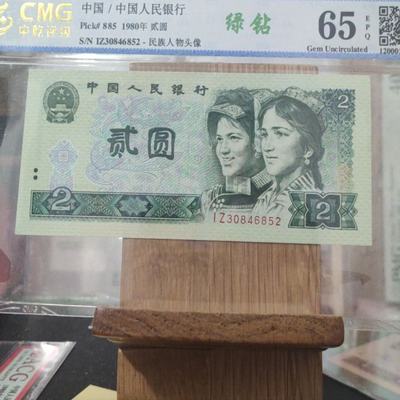 CMG
中乾评级
中国 / 中国人民银行
Pick# 885 1980年 贰圆
S/N IZ30846852 - 民族人物头像
绿钻
65
EPQ
Gem Uncirculated
中国人民银行
2
贰圆
2
IZ30846852
2